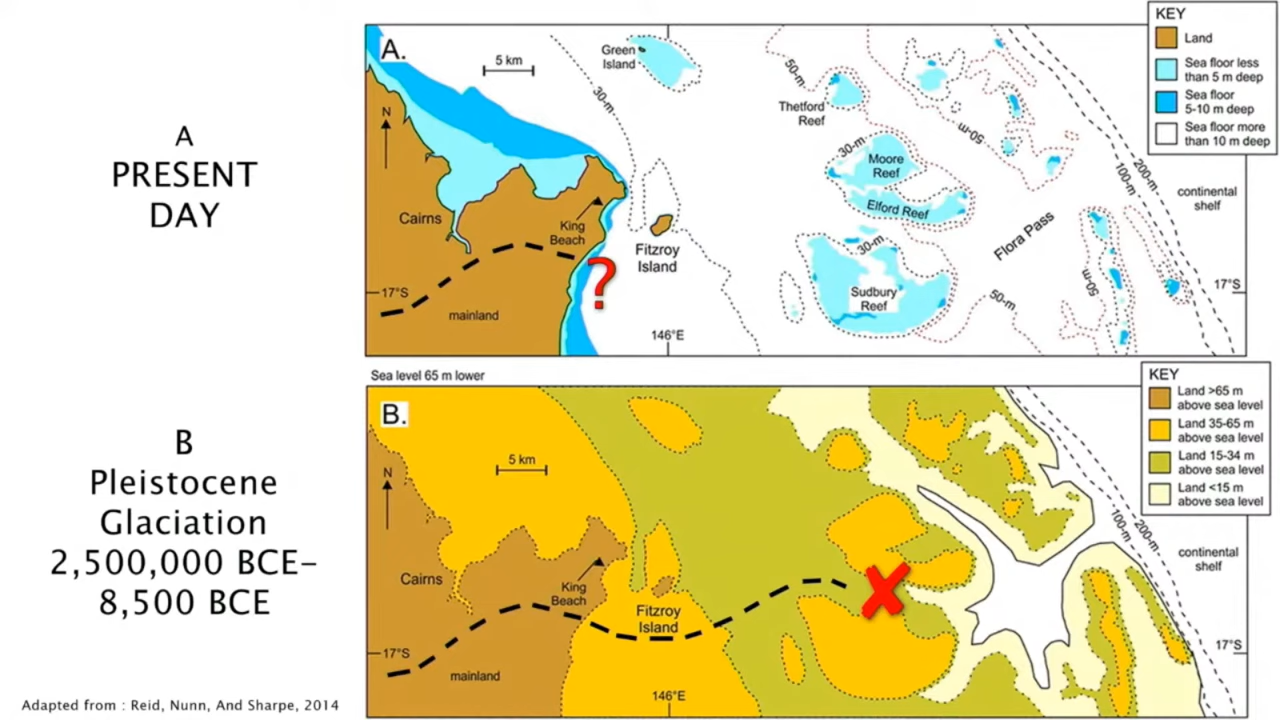 A
PRESENT
DAY
B
Pleistocene
Glaciation
2,500,000 BCE-
8,500 BCE
Adapted from : Reid, Nunn, And Sharpe, 2014
A.
5 km
Green
Island
30-m
50-m
Thetford
Reef
50-m
30-m
Moore
Reef
Elford Reef
N
Cairns
King
Beach
Fitzroy
Island
?
30-m
Sudbury
Reef
Flora Pass
50-m
50-m
200-m
100-m
continental
shelf
17°S
17°S
mainland
146°E
KEY
Land
Sea floor less
than 5 m deep
Sea floor
5-10 m deep
Sea floor more
than 10 m deep
Sea level 65 m lower
B.
5 km
N
Cairns
King
Beach
Fitzroy
Island
100-m
200-m
continental
shelf
17°S
17°S
mainland
146°E
KEY
Land >65 m
above sea level
Land 35-65 m
above sea level
Land 15-34 m
above sea level
Land <15 m
above sea level